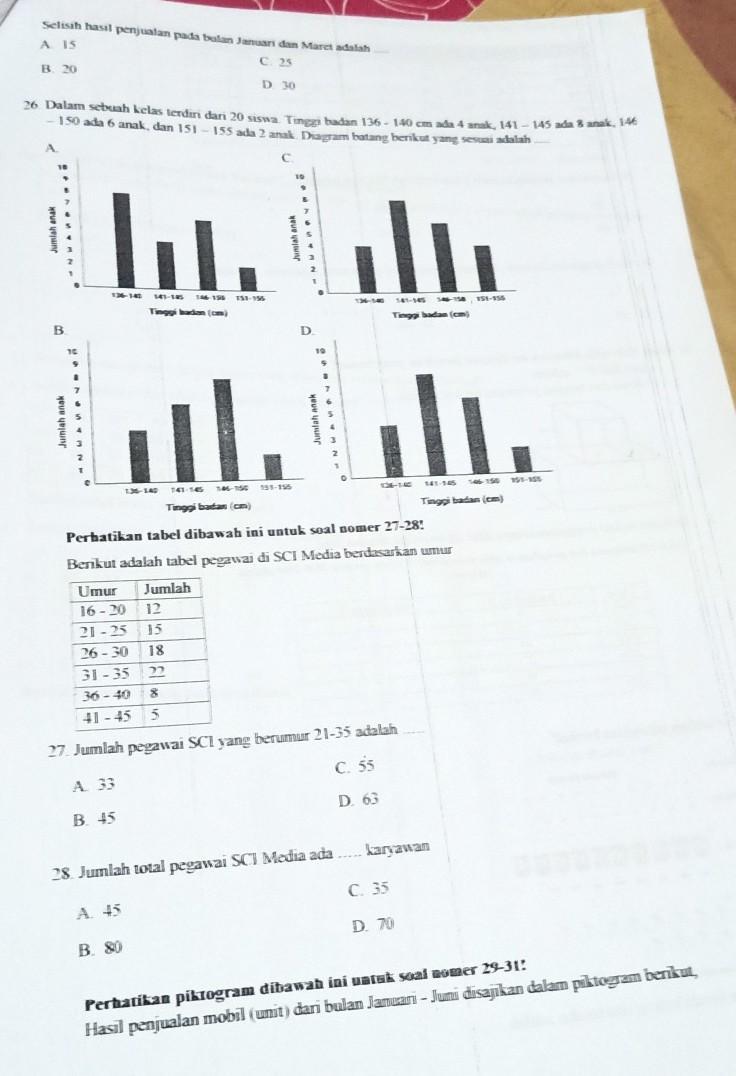 Selisih hasil penjualan pada bulan Januari dan Maret adalah ....
A. 15
C. 25
B. 20
D. 30
26. Dalam sebuah kelas terdiri dari 20 siswa. Tinggi badan 136 - 140 cm ada 4 anak, 141 - 145 ada 8 anak, 146
- 150 ada 6 anak, dan 151 - 155 ada 2 anak. Diagram batang berikut yang sesuai adalah ....
A.
10
9
8
7
6
5
4
3
2
1
0
Jumlah anak
136-140 141-145 146-150 151-155
Tinggi badan (cm)
C.
10
9
8
7
6
5
4
3
2
1
0
Jumlah anak
136-140 141-145 146-150 151-155
Tinggi badan (cm)
B.
10
9
8
7
6
5
4
3
2
1
0
Jumlah anak
136-140 141-145 146-150 151-155
Tinggi badan (cm)
D.
10
9
8
7
6
5
4
3
2
1
0
Jumlah anak
136-140 141-145 146-150 151-155
Tinggi badan (cm)
Perhatikan tabel dibawah ini untuk soal nomer 27-28!
Berikut adalah tabel pegawai di SCI Media berdasarkan umur
Umur Jumlah
16 - 20 12
21 - 25 15
26 - 30 18
31 - 35 22
36 - 40 8
41 - 45 5
27. Jumlah pegawai SCI yang berumur 21-35 adalah ....
A. 33
C. 55
B. 45
D. 63
28. Jumlah total pegawai SCI Media ada ..... karyawan
A. 45
C. 35
B. 80
D. 70
Perhatikan piktogram dibawah ini untuk soal nomer 29-31!
Hasil penjualan mobil (unit) dari bulan Januari - Juni disajikan dalam piktogram berikut,